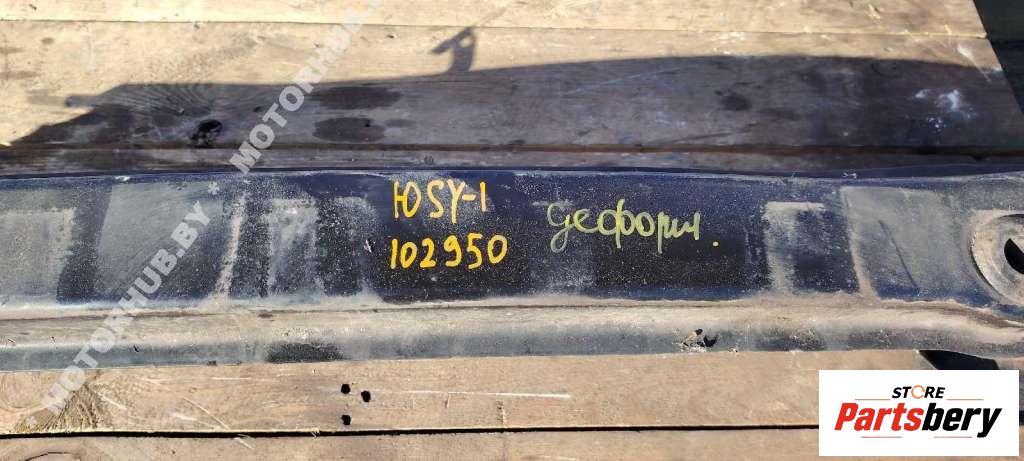 ЮSY-1
102950
деформ.
MOTORHUB.BY * MOTORHUB.BY
STORE
Partsbery